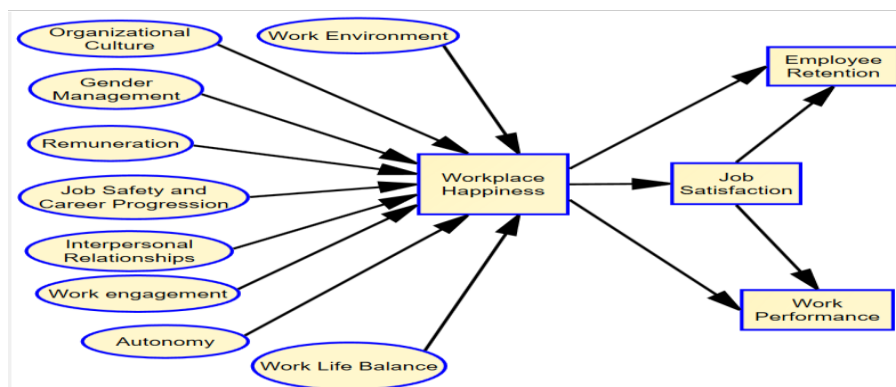 Organizational
Culture
Work Environment
Gender
Management
Remuneration
Job Safety and
Career Progression
Interpersonal
Relationships
Work engagement
Autonomy
Work Life Balance
Workplace
Happiness
Employee
Retention
Job
Satisfaction
Work
Performance